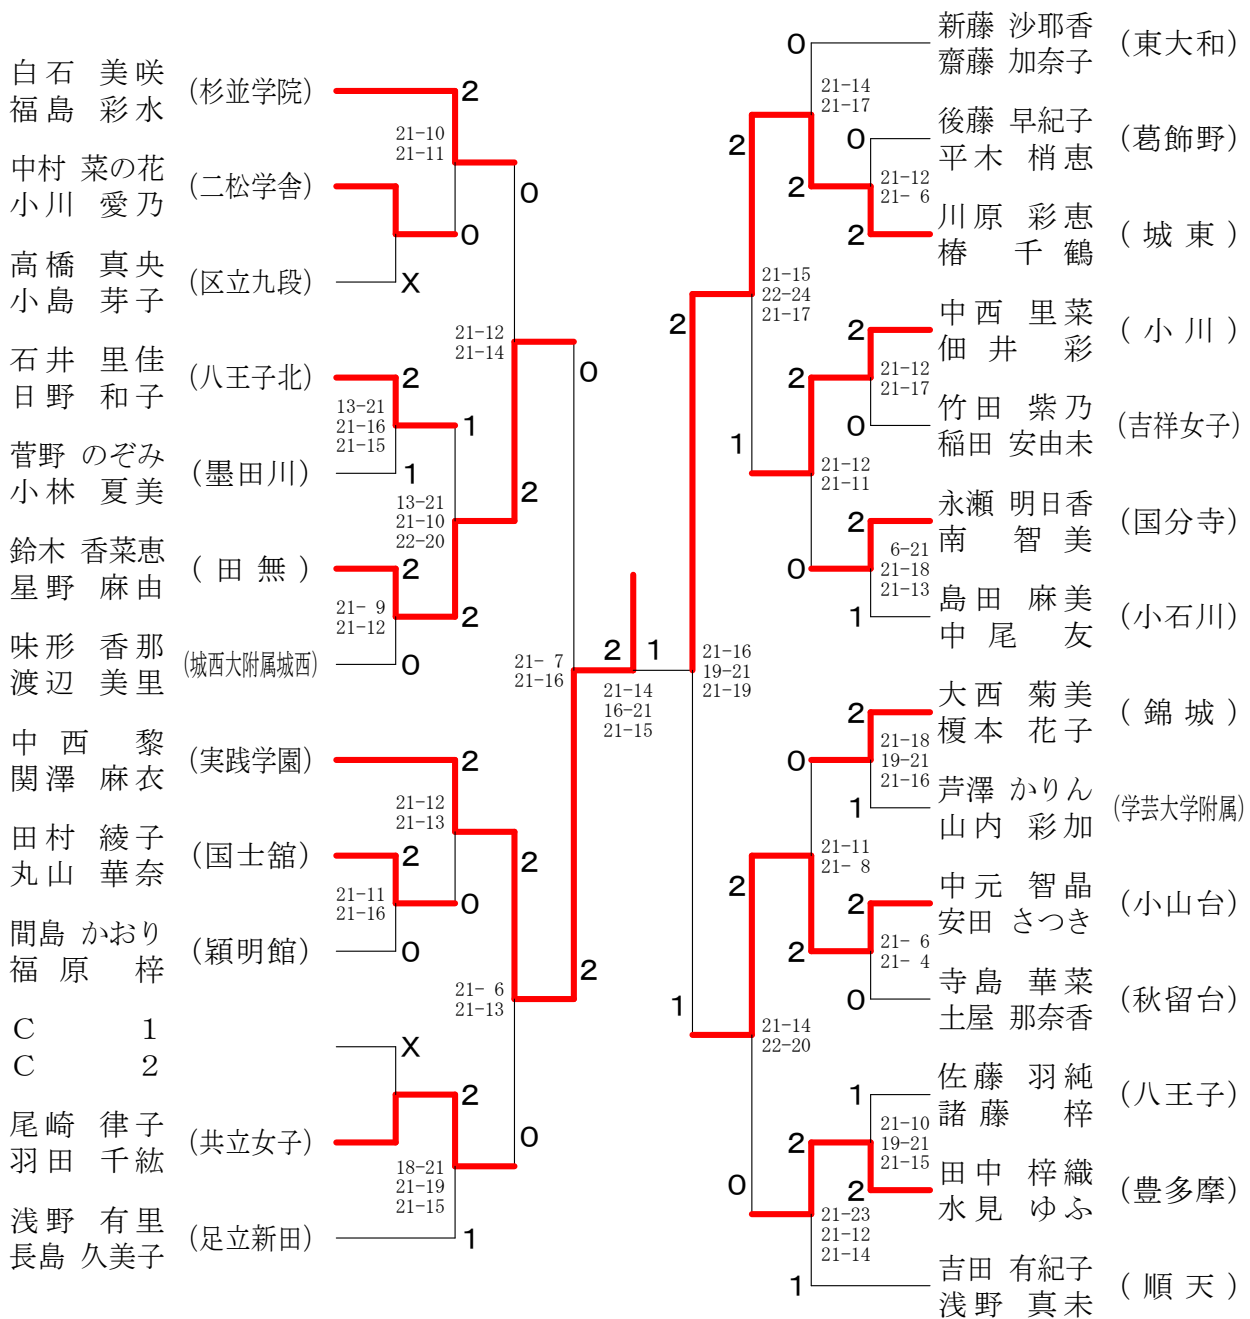 白石 美咲
福島 彩水
(杉並学院)
2
21-10
21-11
中村 菜の花
小川 愛乃
(二松学舎)
0
0
高橋 真央
小島 芽子
(区立九段)
X
21-12
21-14
0
石井 里佳
日野 和子
(八王子北)
2
13-21
21-16
21-15
1
菅野 のぞみ
小林 夏美
(墨田川)
1
13-21
21-10
22-20
2
鈴木 香菜恵
星野 麻由
(田無)
2
21- 9
21-12
2
味形 香那
渡辺 美里
(城西大附属城西)
0
21- 7
21-16
中西 黎
関澤 麻衣
(実践学園)
2
21-12
21-13
2
田村 綾子
丸山 華奈
(国士舘)
2
21-11
21-16
0
間島 かおり
福原 梓
(穎明館)
0
21- 6
21-13
2
C 1
C 2
X
2
尾崎 律子
羽田 千紘
(共立女子)
0
18-21
21-19
21-15
浅野 有里
長島 久美子
(足立新田)
1
2
1
21-14
16-21
21-15
新藤 沙耶香
齋藤 加奈子
(東大和)
0
21-14
21-17
2
後藤 早紀子
平木 梢恵
(葛飾野)
0
21-12
21- 6
2
川原 彩恵
椿 千鶴
(城東)
2
21-15
22-24
21-17
2
中西 里菜
佃井 彩
(小川)
2
21-12
21-17
2
竹田 紫乃
稲田 安由未
(吉祥女子)
0
1
21-12
21-11
永瀬 明日香
南 智美
(国分寺)
2
6-21
21-18
21-13
0
島田 麻美
中尾 友
(小石川)
1
21-16
19-21
21-19
大西 菊美
榎本 花子
(錦城)
2
21-18
19-21
21-16
0
芦澤 かりん
山内 彩加
(学芸大学附属)
1
21-11
21- 8
2
中元 智晶
安田 さつき
(小山台)
2
21- 6
21- 4
2
寺島 華菜
土屋 那奈香
(秋留台)
0
1
21-14
22-20
佐藤 羽純
諸藤 梓
(八王子)
1
21-10
19-21
21-15
2
田中 梓織
水見 ゆふ
(豊多摩)
2
0
21-23
21-12
21-14
吉田 有紀子
浅野 真未
(順天)
1